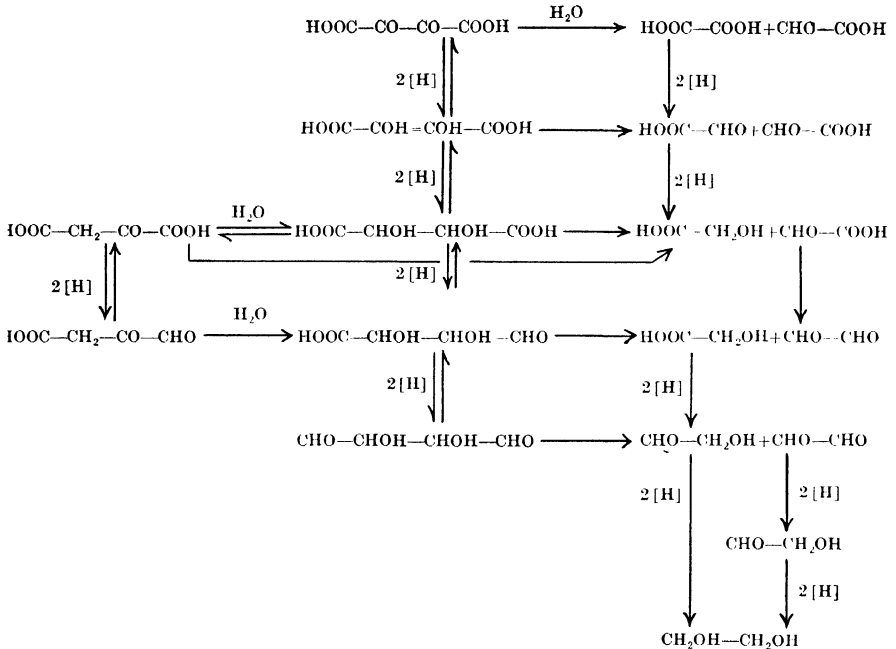 HOOC—CO—CO—COOH H₂O HOOC—COOH+CHO—COOH
2[H] 2[H]
HOOC—COH=COH—COOH HOOC—CHO+CHO—COOH
2[H] 2[H]
HOOC—CH₂—CO—COOH H₂O HOOC—CHOH—CHOH—COOH HOOC—CH₂OH+CHO—COOH
2[H] 2[H]
HOOC—CH₂—CO—CHO H₂O HOOC—CHOH—CHOH—CHO HOOC—CH₂OH+CHO—CHO
2[H] 2[H]
CHO—CHOH—CHOH—CHO CHO—CH₂OH+CHO—CHO
2[H] 2[H]
CHO—CH₂OH
2[H]
CH₂OH—CH₂OH